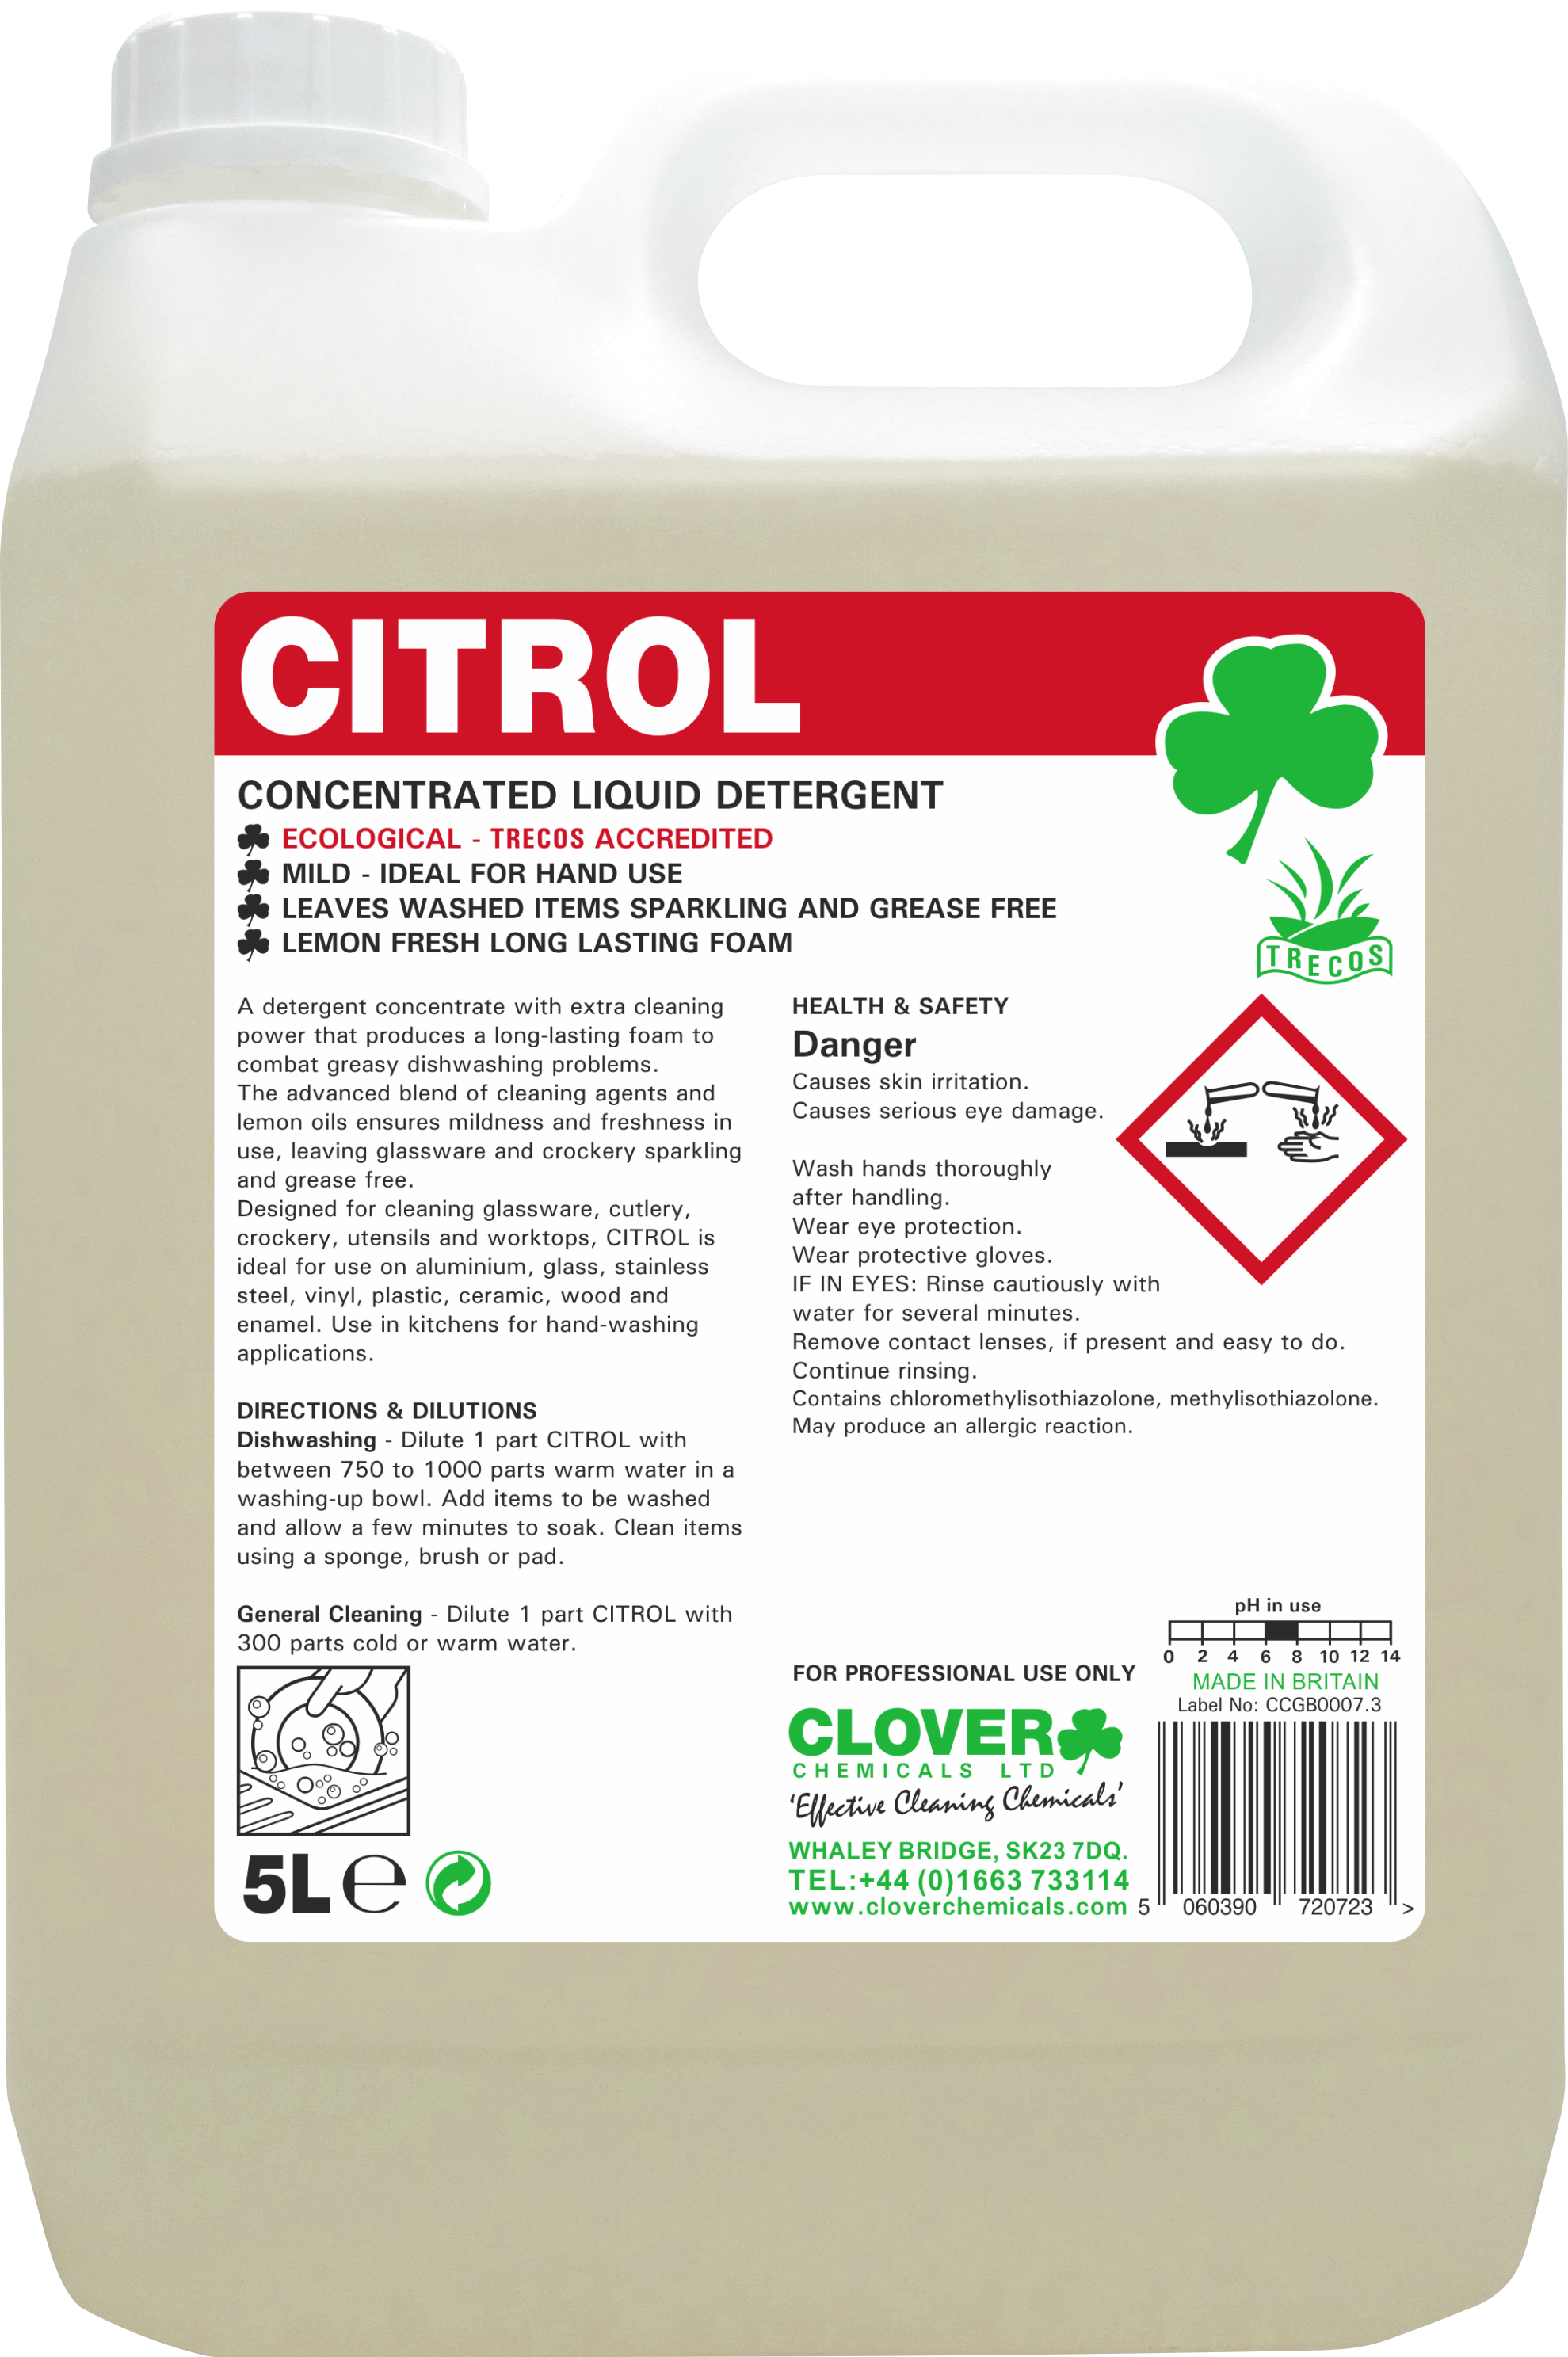 CITROL
CONCENTRATED LIQUID DETERGENT
ECOLOGICAL - TRECOS ACCREDITED
MILD - IDEAL FOR HAND USE
LEAVES WASHED ITEMS SPARKLING AND GREASE FREE
LEMON FRESH LONG LASTING FOAM
TRECOS
A detergent concentrate with extra cleaning
power that produces a long-lasting foam to
combat greasy dishwashing problems.
The advanced blend of cleaning agents and
lemon oils ensures mildness and freshness in
use, leaving glassware and crockery sparkling
and grease free.
Designed for cleaning glassware, cutlery,
crockery, utensils and worktops, CITROL is
ideal for use on aluminium, glass, stainless
steel, vinyl, plastic, ceramic, wood and
enamel. Use in kitchens for hand-washing
applications.
DIRECTIONS & DILUTIONS
Dishwashing - Dilute 1 part CITROL with
between 750 to 1000 parts warm water in a
washing-up bowl. Add items to be washed
and allow a few minutes to soak. Clean items
using a sponge, brush or pad.
General Cleaning - Dilute 1 part CITROL with
300 parts cold or warm water.
5L e
HEALTH & SAFETY
Danger
Causes skin irritation.
Causes serious eye damage.
Wash hands thoroughly
after handling.
Wear eye protection.
Wear protective gloves.
IF IN EYES: Rinse cautiously with
water for several minutes.
Remove contact lenses, if present and easy to do.
Continue rinsing.
Contains chloromethylisothiazolone, methylisothiazolone.
May produce an allergic reaction.
FOR PROFESSIONAL USE ONLY
CLOVER
CHEMICALS LTD
'Effective Cleaning Chemicals'
WHALEY BRIDGE, SK23 7DQ.
TEL:+44 (0)1663 733114
www.cloverchemicals.com
pH in use
0 2 4 6 8 10 12 14
MADE IN BRITAIN
Label No: CCGB0007.3
5 060390 720723 >